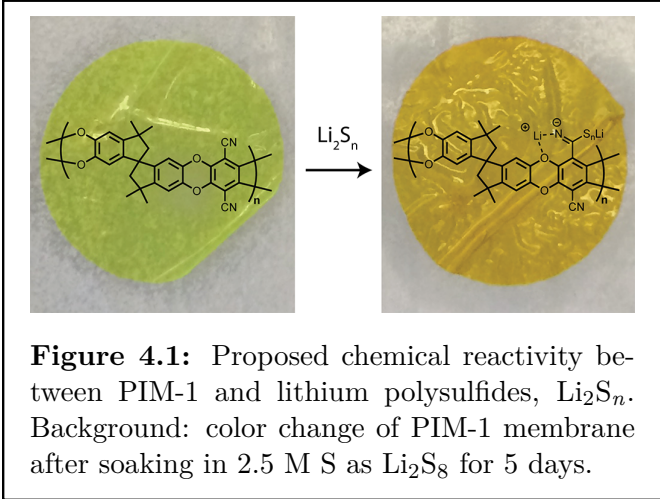 O
O
O
O
CN
CN
n
Li₂Sₙ
O
O
O
O
⊕
Li
N
⊖
SₙLi
CN
n
Figure 4.1: Proposed chemical reactivity be-
tween PIM-1 and lithium polysulfides, Li₂Sₙ.
Background: color change of PIM-1 membrane
after soaking in 2.5 M S as Li₂S₈ for 5 days.